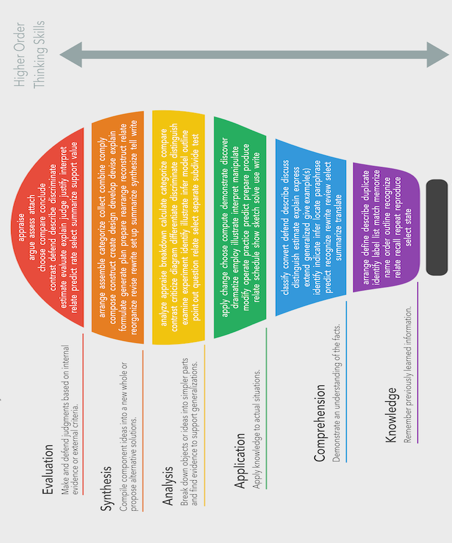 Higher Order
Thinking Skills
appraise
argue assess attach
choose compare conclude
contrast defend describe discriminate
estimate evaluate explain judge justify interpret
relate predict rate select summarize support value
arrange assemble categorize collect combine comply
compose construct create design develop devise explain
formulate generate plan prepare rearrange reconstruct relate
reorganize revise rewrite set up summarize synthesize tell write
analyze appraise breakdown calculate categorize compare
contrast criticize diagram differentiate discriminate distinguish
examine experiment identify illustrate infer model outline
point out question relate select separate subdivide test
apply change choose compute demonstrate discover
dramatize employ illustrate interpret manipulate
modify operate practice predict prepare produce
relate schedule show sketch solve use write
classify convert defend describe discuss
distinguish estimate explain express
extend generalized give example(s)
identify indicate infer locate paraphrase
predict recognize rewrite review select
summarize translate
arrange define describe duplicate
identify label list match memorize
name order outline recognize
relate recall repeat reproduce
select state
Evaluation
Make and defend judgments based on internal
evidence or external criteria.
Synthesis
Compile component ideas into a new whole or
propose alternative solutions.
Analysis
Break down objects or ideas into simpler parts
and find evidence to support generalizations.
Application
Apply knowledge to actual situations.
Comprehension
Demonstrate an understanding of the facts.
Knowledge
Remember previously learned information.